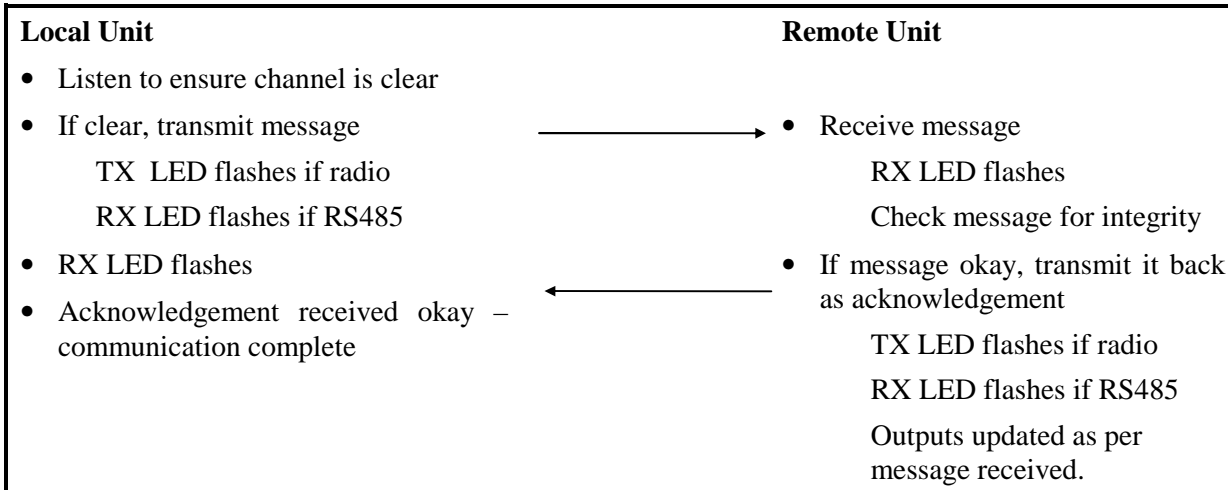 Local Unit
• Listen to ensure channel is clear
• If clear, transmit message
TX LED flashes if radio
RX LED flashes if RS485
• RX LED flashes
• Acknowledgement received okay –
communication complete
Remote Unit
• Receive message
RX LED flashes
Check message for integrity
• If message okay, transmit it back
as acknowledgement
TX LED flashes if radio
RX LED flashes if RS485
Outputs updated as per
message received.